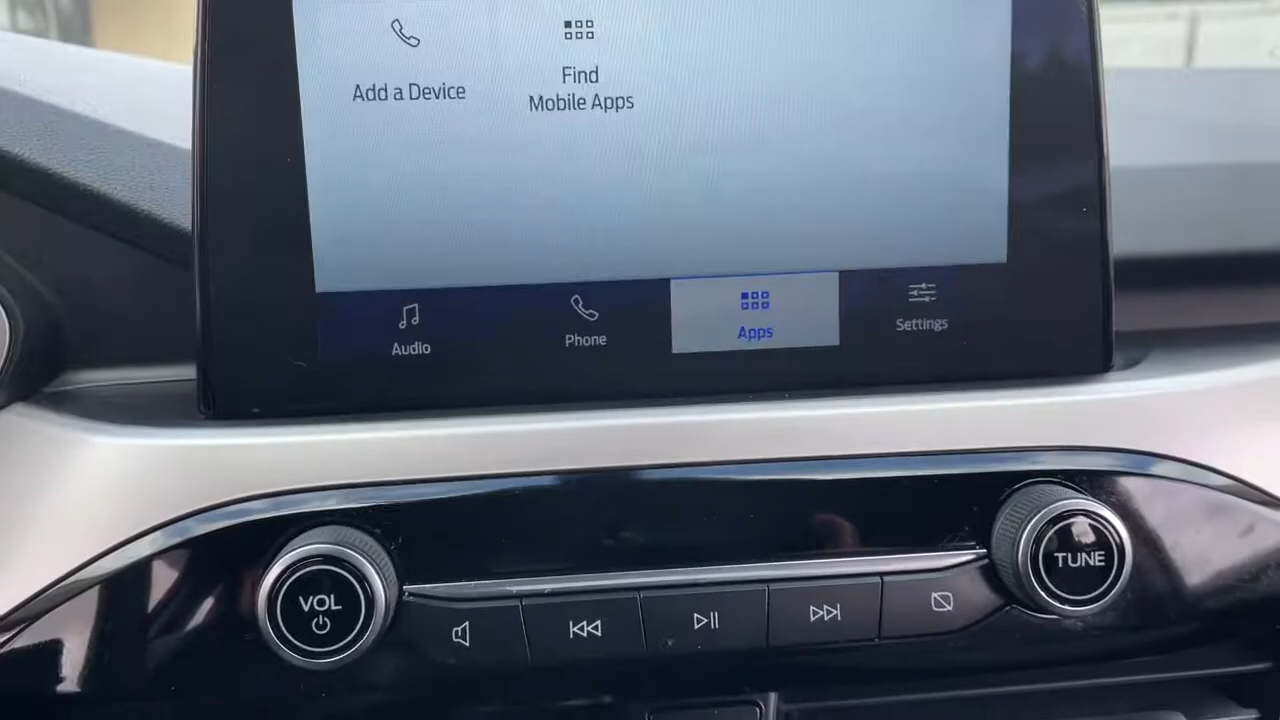 Add a Device
Find
Mobile Apps
Audio
Phone
Apps
Settings
VOL
TUNE